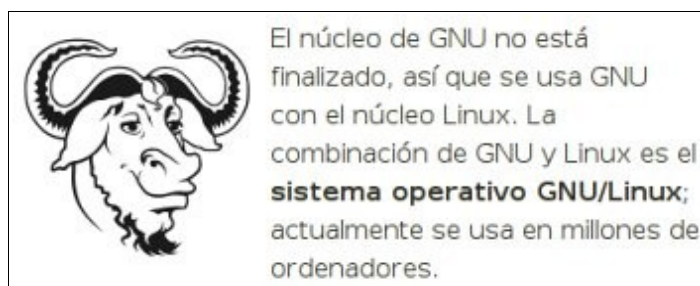 El núcleo de GNU no está
finalizado, así que se usa GNU
con el núcleo Linux. La
combinación de GNU y Linux es el
sistema operativo GNU/Linux;
actualmente se usa en millones de
ordenadores.